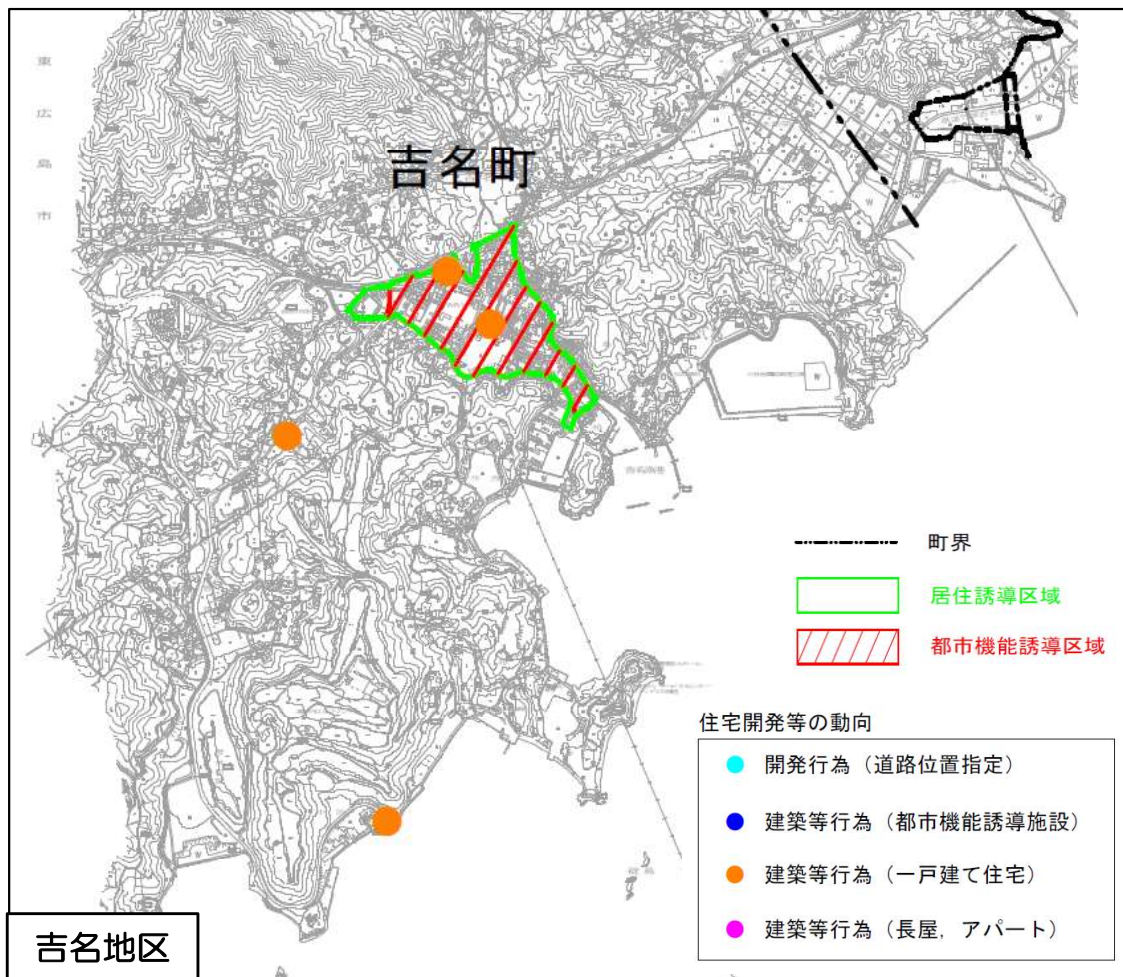 東広島市
吉名町
町界
居住誘導区域
都市機能誘導区域
住宅開発等の動向
開発行為（道路位置指定）
建築等行為（都市機能誘導施設）
建築等行為（一戸建て住宅）
建築等行為（長屋，アパート）
吉名地区